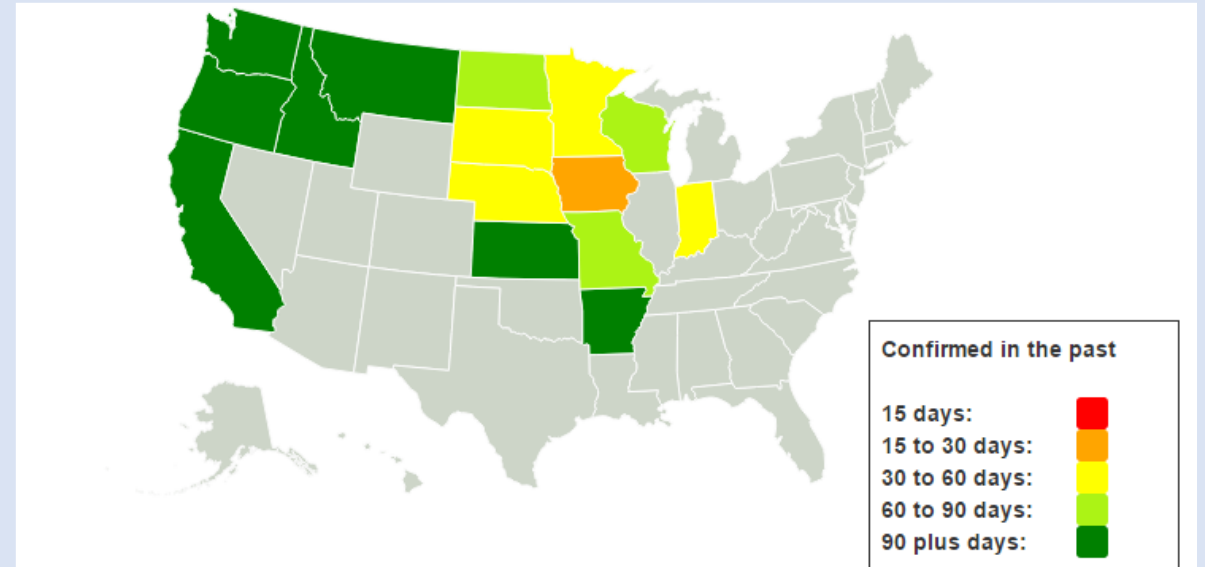 Confirmed in the past
15 days:
15 to 30 days:
30 to 60 days:
60 to 90 days:
90 plus days: